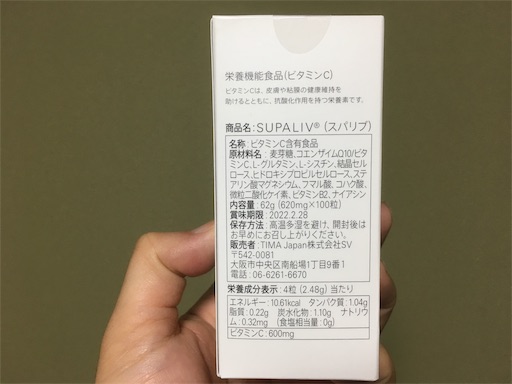 栄養機能食品(ビタミンC)
ビタミンCは、皮膚や粘膜の健康維持を
助けるとともに、抗酸化作用を持つ栄養素です。
商品名:SUPALIV®(スパリブ)
名称:ビタミンC含有食品
原材料名:麦芽糖、コエンザイムQ10/ビタ
ミンC、L-グルタミン、L-シスチン、結晶セル
ロース、ヒドロキシプロピルセルロース、ステ
アリン酸マグネシウム、フマル酸、コハク酸、
微粒二酸化ケイ素、ビタミンB2、ナイアシン
内容量:62g(620mg×100粒)
賞味期限:2022.2.28
保存方法:高温多湿を避け、開封後は
お早めにお召し上がりください。
販売者:TIMA Japan株式会社SV
〒542-0081
大阪市中央区南船場1丁目9番1
電話:06-6261-6670
栄養成分表示:4粒(2.48g)当たり
エネルギー:10.61kcal タンパク質:1.04g
脂質:0.22g 炭水化物:1.10g ナトリウ
ム:0.32mg (食塩相当量:0g)
ビタミンC:600mg